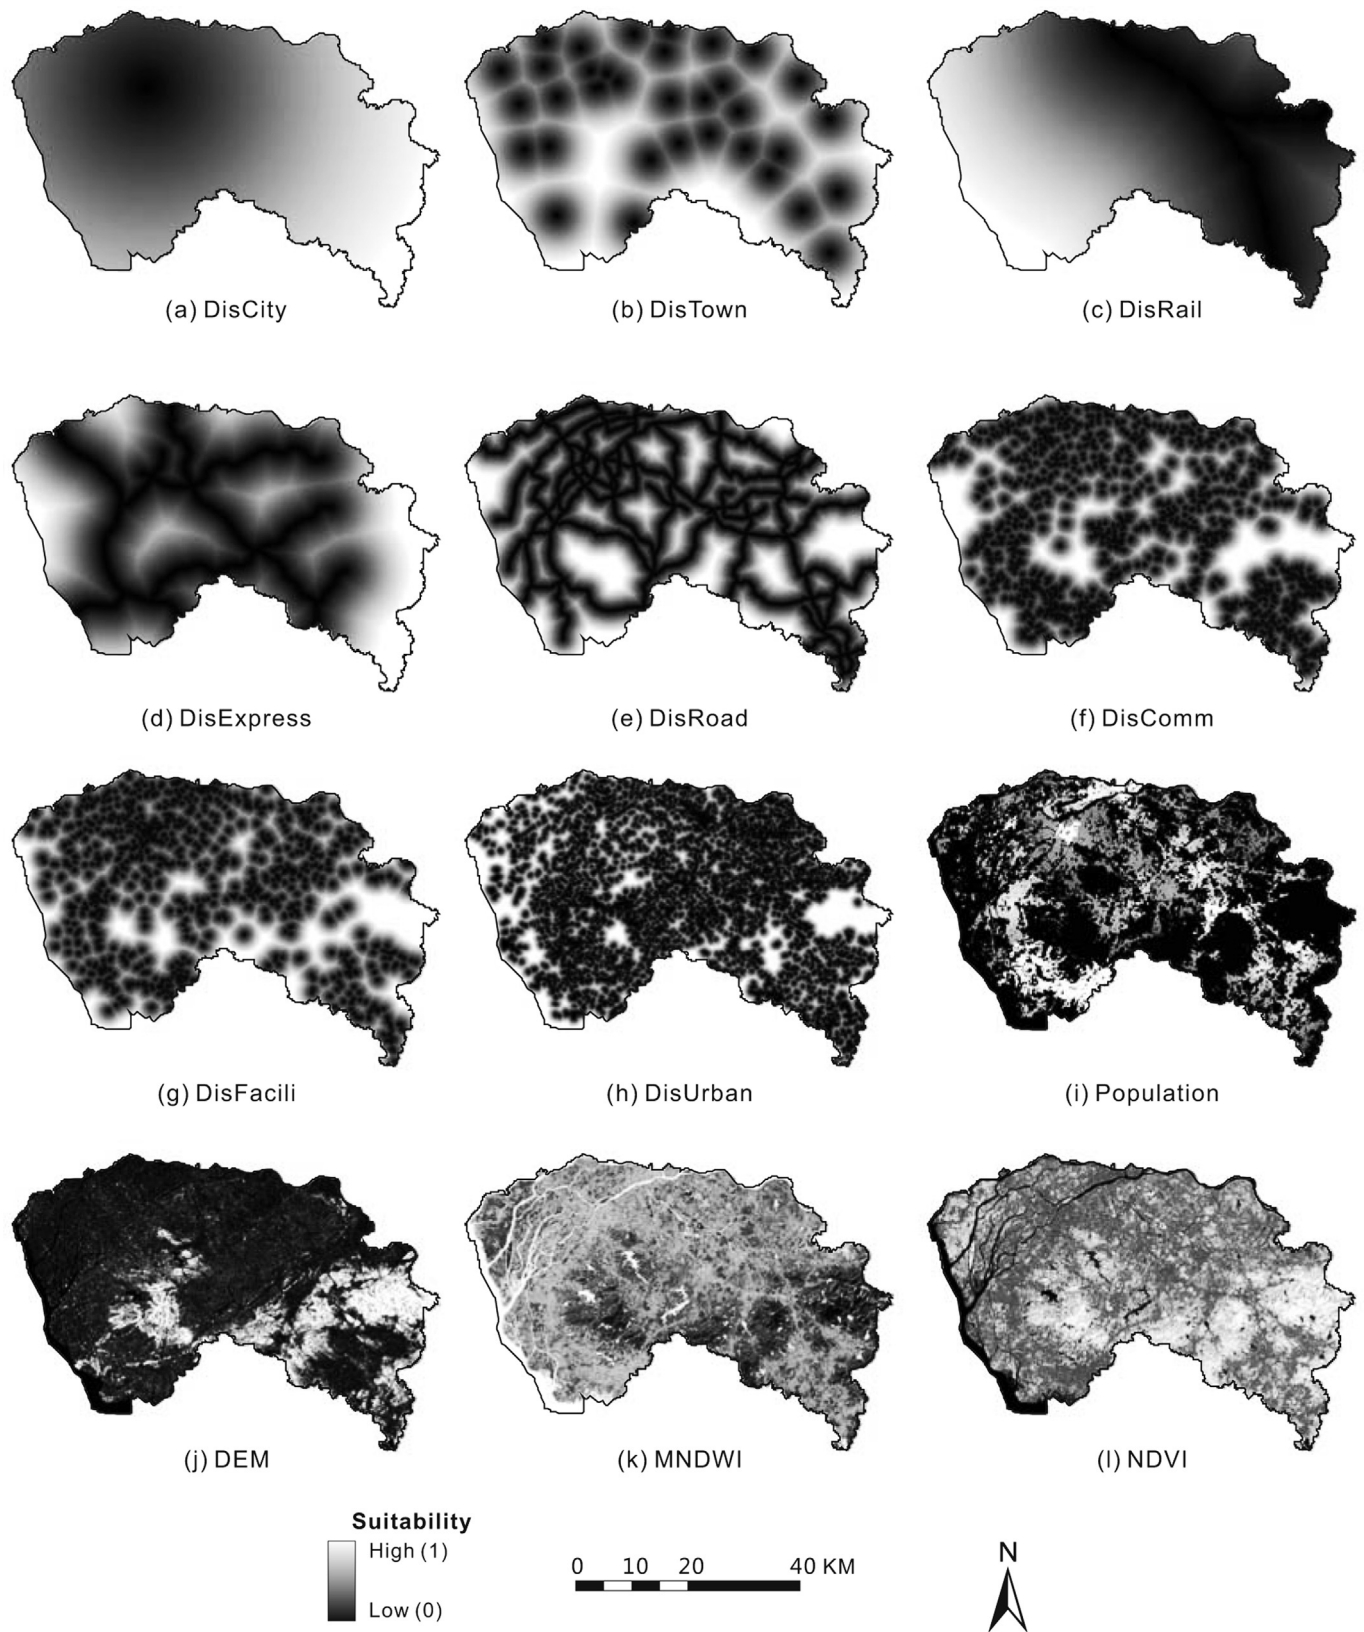 (a) DisCity
(b) DisTown
(c) DisRail
(d) DisExpress
(e) DisRoad
(f) DisComm
(g) DisFacili
(h) DisUrban
(i) Population
(j) DEM
(k) MNDWI
(l) NDVI
Suitability
High (1)
Low (0)
0 10 20 40 KM
N